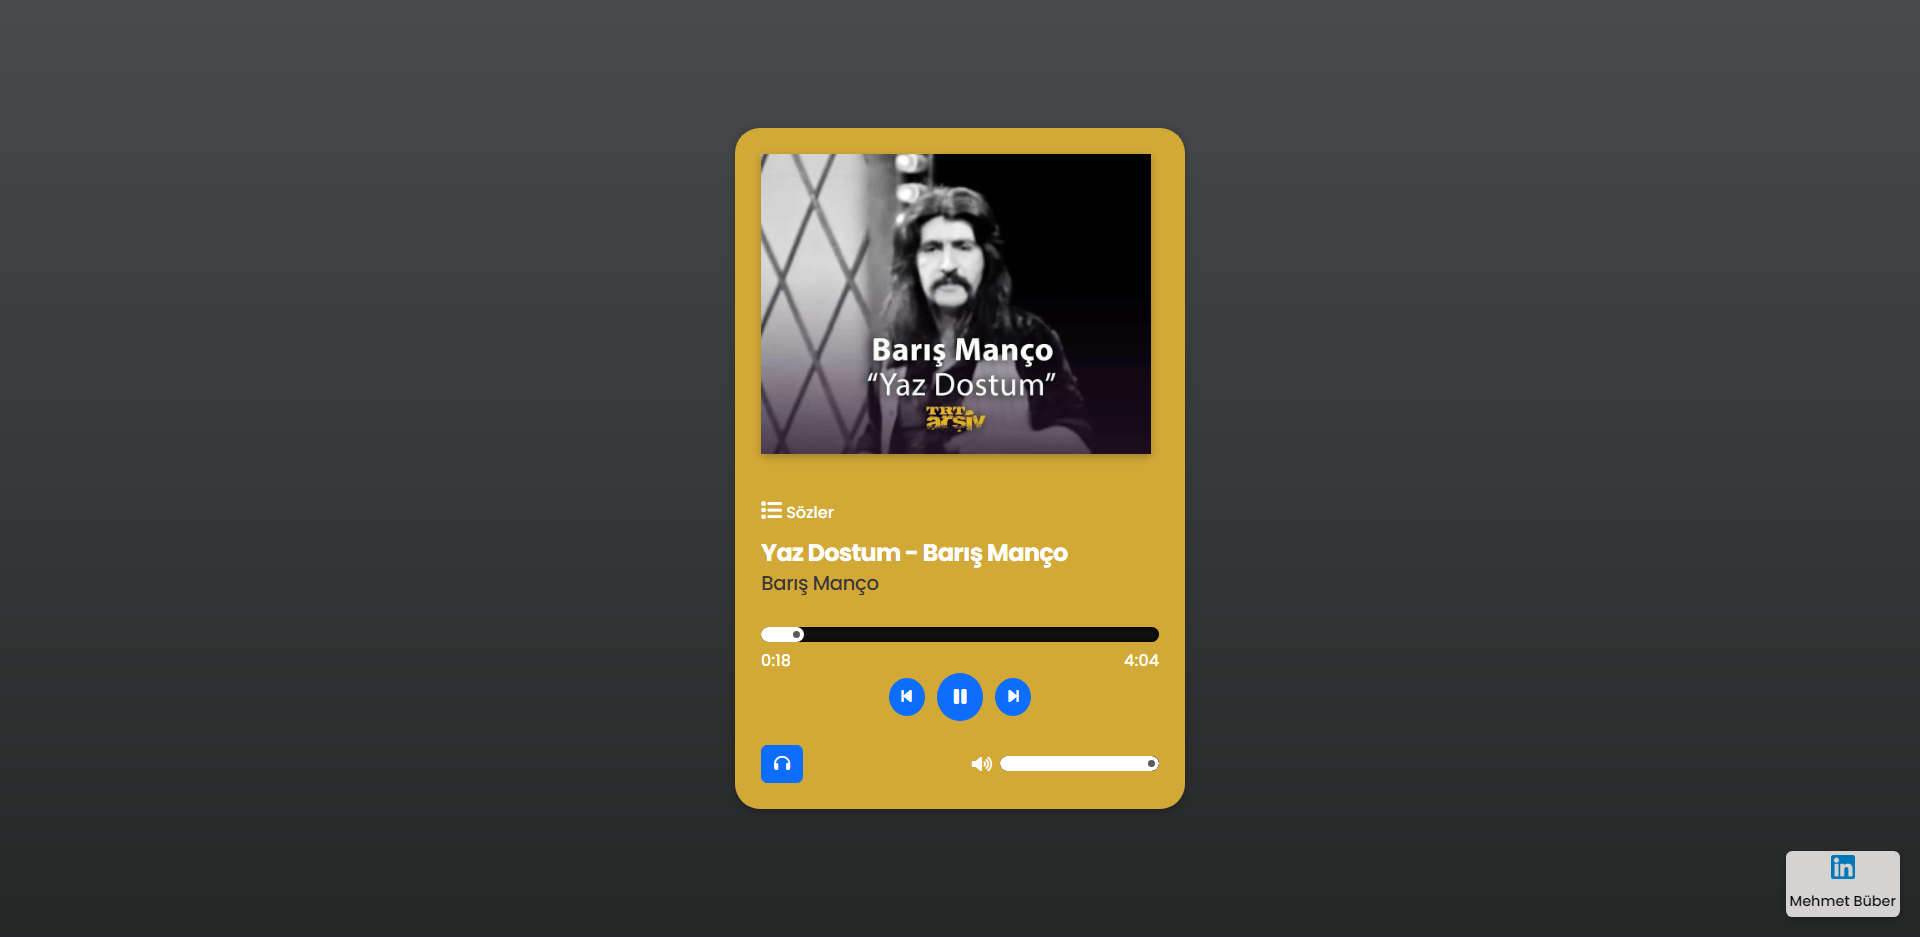 Barış Manço
“Yaz Dostum”
TRT
arşiv
Sözler
Yaz Dostum - Barış Manço
Barış Manço
0:18 4:04
in
Mehmet Büber